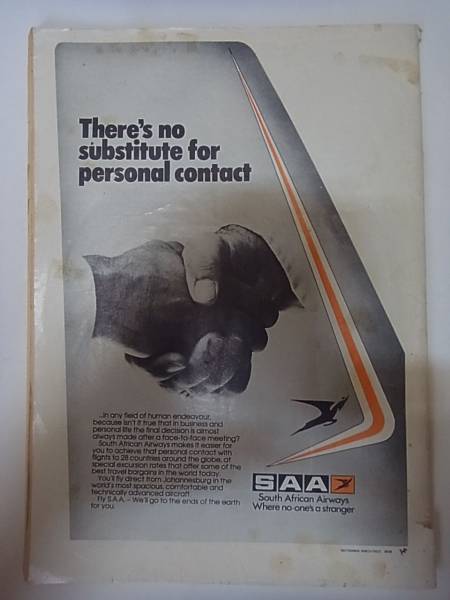 There's no
substitute for
personal contact
...in any field of human endeavour,
because isn't it true that in business and
personal life the final decision is almost
always made after a face-to-face meeting?
South African Airways makes it easier for
you to achieve that personal contact with
flights to 28 countries around the globe, at
special excursion rates that offer some of the
best travel bargains in the world today.
You'll fly direct from Johannesburg in the
world's most spacious, comfortable and
technically advanced aircraft.
Fly S.A.A. - We'll go to the ends of the earth
for you.
SAA
South African Airways
Where no-one's a stranger